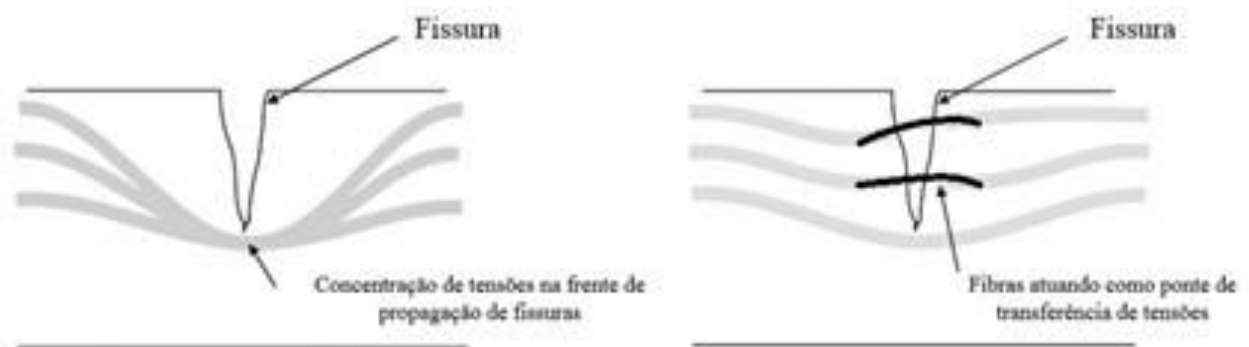 Fissura
Concentração de tensões na frente de
propagação de fissuras
Fissura
Fibras atuando como ponte de
transferência de tensões